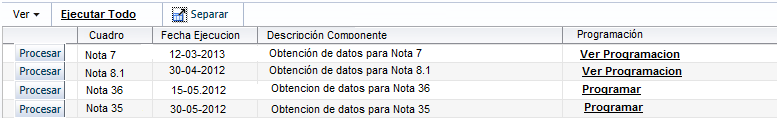 Ver Ejecutar Todo Separar
Cuadro Fecha Ejecucion Descripción Componente Programación
Procesar Nota 7 12-03-2013 Obtención de datos para Nota 7 Ver Programacion
Procesar Nota 8.1 30-04-2012 Obtención de datos para Nota 8.1 Ver Programacion
Procesar Nota 36 15-05.2012 Obtencion de datos para Nota 36 Programar
Procesar Nota 35 30-05-2012 Obtencion de datos para Nota 35 Programar